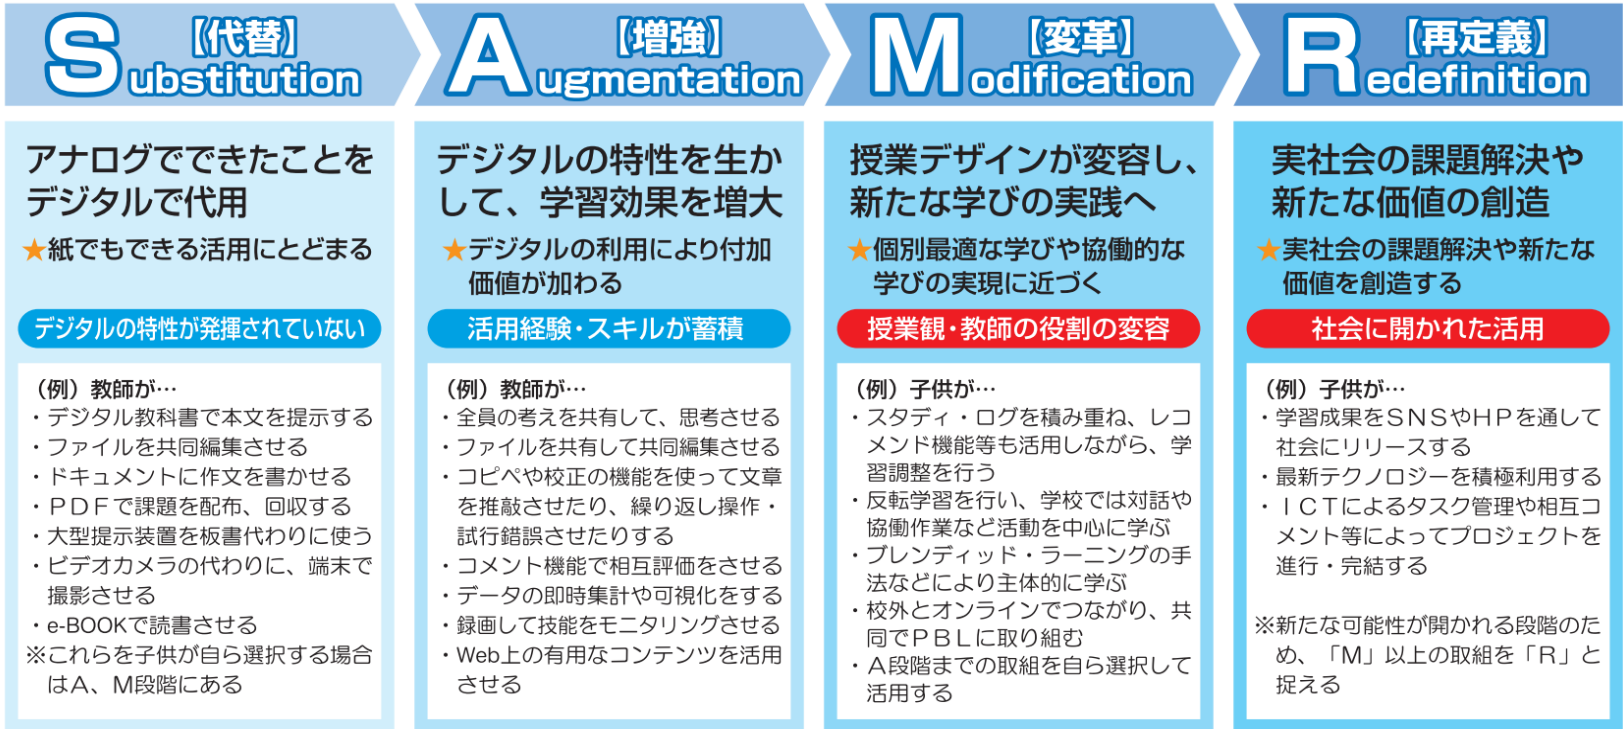 【代替】
Substitution
アナログでできたことを
デジタルで代用
★紙でもできる活用にとどまる
デジタルの特性が発揮されていない
（例）教師が…
・デジタル教科書で本文を提示する
・ファイルを共同編集させる
・ドキュメントに作文を書かせる
・ＰＤＦで課題を配布、回収する
・大型提示装置を板書代わりに使う
・ビデオカメラの代わりに、端末で
撮影させる
・e-BOOKで読書させる
※これらを子供が自ら選択する場合
はＡ、Ｍ段階にある
【増強】
Augmentation
デジタルの特性を生か
して、学習効果を増大
★デジタルの利用により付加
価値が加わる
活用経験・スキルが蓄積
（例）教師が…
・全員の考えを共有して、思考させる
・ファイルを共有して共同編集させる
・コピペや校正の機能を使って文章
を推敲させたり、繰り返し操作・
試行錯誤させたりする
・コメント機能で相互評価をさせる
・データの即時集計や可視化をする
・録画して技能をモニタリングさせる
・Web上の有用なコンテンツを活用
させる
【変革】
Modification
授業デザインが変容し、
新たな学びの実践へ
★個別最適な学びや協働的な
学びの実現に近づく
授業観・教師の役割の変容
（例）子供が…
・スタディ・ログを積み重ね、レコ
メンド機能等も活用しながら、学
習調整を行う
・反転学習を行い、学校では対話や
協働作業など活動を中心に学ぶ
・ブレンディッド・ラーニングの手
法などにより主体的に学ぶ
・校外とオンラインでつながり、共
同でＰＢＬに取り組む
・Ａ段階までの取組を自ら選択して
活用する
【再定義】
Redefinition
実社会の課題解決や
新たな価値の創造
★実社会の課題解決や新たな
価値を創造する
社会に開かれた活用
（例）子供が…
・学習成果をＳＮＳやＨＰを通して
社会にリリースする
・最新テクノロジーを積極利用する
・ＩＣＴによるタスク管理や相互コ
メント等によってプロジェクトを
進行・完結する
※新たな可能性が開かれる段階のた
め、「Ｍ」以上の取組を「Ｒ」と
捉える